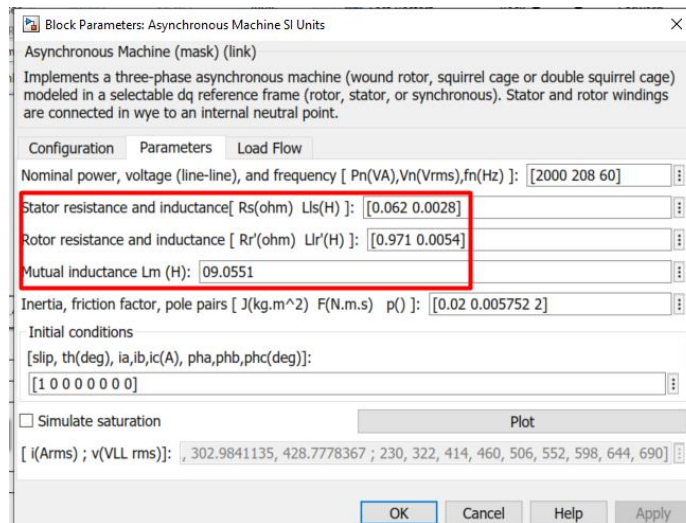 Block Parameters: Asynchronous Machine SI Units
Asynchronous Machine (mask) (link)
Implements a three-phase asynchronous machine (wound rotor, squirrel cage or double squirrel cage)
modeled in a selectable dq reference frame (rotor, stator, or synchronous). Stator and rotor windings
are connected in wye to an internal neutral point.
Configuration Parameters Load Flow
Nominal power, voltage (line-line), and frequency [ Pn(VA),Vn(Vrms),fn(Hz) ]: [2000 208 60]
Stator resistance and inductance[ Rs(ohm) Lls(H) ]: [0.062 0.0028]
Rotor resistance and inductance [ Rr'(ohm) Llr'(H) ]: [0.971 0.0054]
Mutual inductance Lm (H): 09.0551
Inertia, friction factor, pole pairs [ J(kg.m^2) F(N.m.s) p() ]: [0.02 0.005752 2]
Initial conditions
[slip, th(deg), ia,ib,ic(A), pha,phb,phc(deg)]:
[1 0 0 0 0 0 0 0]
Simulate saturation Plot
[ i(Arms) ; v(VLL rms)]: , 302.9841135, 428.7778367 ; 230, 322, 414, 460, 506, 552, 598, 644, 690]
OK Cancel Help Apply